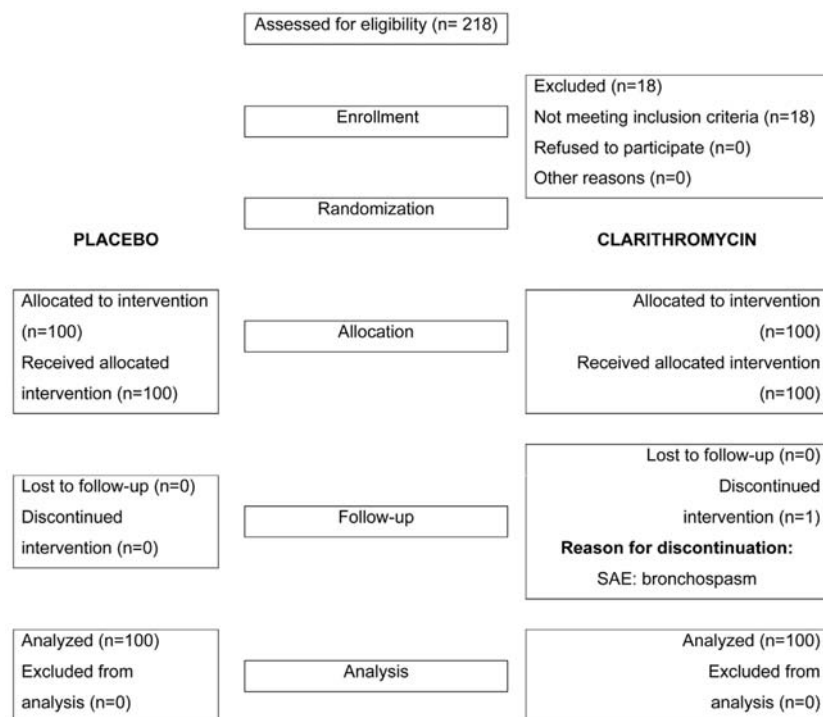 Assessed for eligibility (n= 218)
Excluded (n=18)
Not meeting inclusion criteria (n=18)
Refused to participate (n=0)
Other reasons (n=0)
Enrollment
Randomization
PLACEBO
CLARITHROMYCIN
Allocated to intervention
(n=100)
Received allocated
intervention (n=100)
Allocation
Allocated to intervention
(n=100)
Received allocated intervention
(n=100)
Lost to follow-up (n=0)
Discontinued
intervention (n=0)
Follow-up
Lost to follow-up (n=0)
Discontinued
intervention (n=1)
Reason for discontinuation:
SAE: bronchospasm
Analyzed (n=100)
Excluded from
analysis (n=0)
Analysis
Analyzed (n=100)
Excluded from
analysis (n=0)